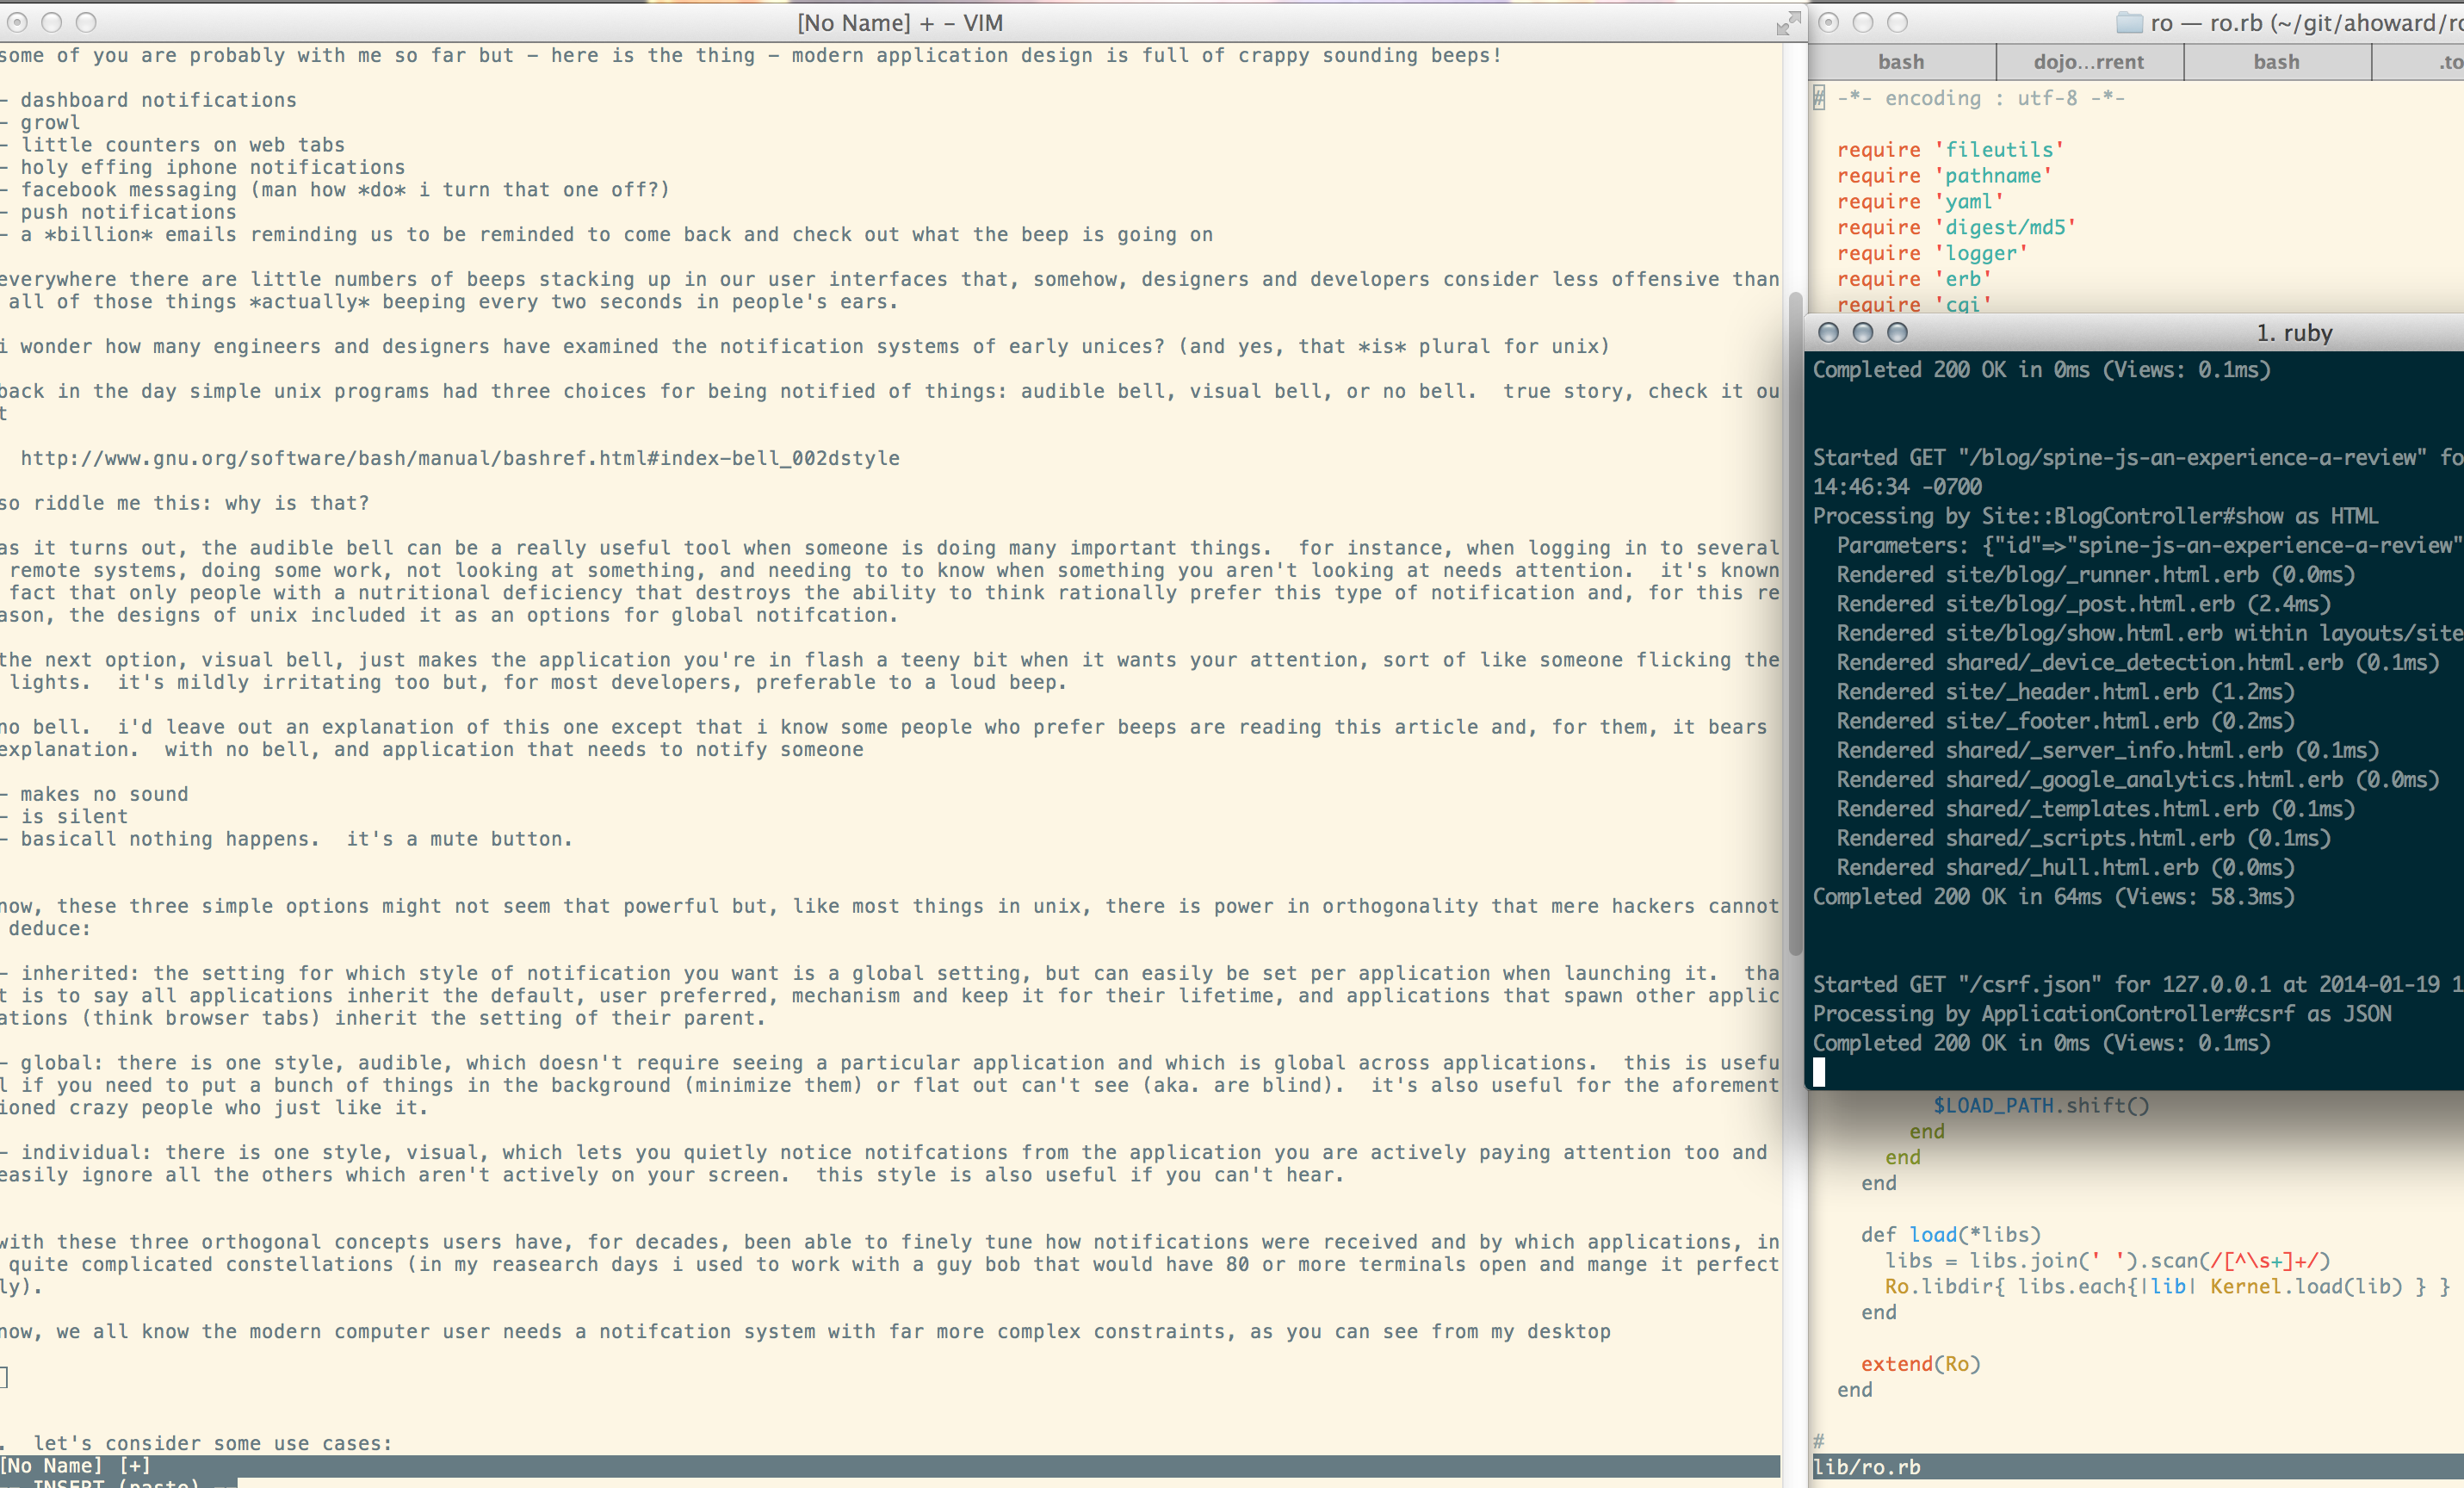 [No Name] + – VIM
some of you are probably with me so far but – here is the thing – modern application design is full of crappy sounding beeps!
– dashboard notifications
– growl
– little counters on web tabs
– holy effing iphone notifications
– facebook messaging (man how *do* i turn that one off?)
– push notifications
– a *billion* emails reminding us to be reminded to come back and check out what the beep is going on
everywhere there are little numbers of beeps stacking up in our user interfaces that, somehow, designers and developers consider less offensive than
all of those things *actually* beeping every two seconds in people's ears.
i wonder how many engineers and designers have examined the notification systems of early unices? (and yes, that *is* plural for unix)
back in the day simple unix programs had three choices for being notified of things: audible bell, visual bell, or no bell.  true story, check it ou
t
http://www.gnu.org/software/bash/manual/bashref.html#index-bell_002dstyle
so riddle me this: why is that?
as it turns out, the audible bell can be a really useful tool when someone is doing many important things.  for instance, when logging in to several
remote systems, doing some work, not looking at something, and needing to to know when something you aren't looking at needs attention.  it's known
fact that only people with a nutritional deficiency that destroys the ability to think rationally prefer this type of notification and, for this re
ason, the designs of unix included it as an options for global notifcation.
the next option, visual bell, just makes the application you're in flash a teeny bit when it wants your attention, sort of like someone flicking the
lights.  it's mildly irritating too but, for most developers, preferable to a loud beep.
no bell.  i'd leave out an explanation of this one except that i know some people who prefer beeps are reading this article and, for them, it bears
explanation.  with no bell, and application that needs to notify someone
– makes no sound
– is silent
– basicall nothing happens.  it's a mute button.
now, these three simple options might not seem that powerful but, like most things in unix, there is power in orthogonality that mere hackers cannot
deduce:
– inherited: the setting for which style of notification you want is a global setting, but can easily be set per application when launching it.  tha
t is to say all applications inherit the default, user preferred, mechanism and keep it for their lifetime, and applications that spawn other applic
ations (think browser tabs) inherit the setting of their parent.
– global: there is one style, audible, which doesn't require seeing a particular application and which is global across applications.  this is usefu
l if you need to put a bunch of things in the background (minimize them) or flat out can't see (aka. are blind).  it's also useful for the aforement
ioned crazy people who just like it.
– individual: there is one style, visual, which lets you quietly notice notifcations from the application you are actively paying attention too and
easily ignore all the others which aren't actively on your screen.  this style is also useful if you can't hear.
with these three orthogonal concepts users have, for decades, been able to finely tune how notifications were received and by which applications, in
quite complicated constellations (in my reasearch days i used to work with a guy bob that would have 80 or more terminals open and mange it perfect
ly).
now, we all know the modern computer user needs a notifcation system with far more complex constraints, as you can see from my desktop
.  let's consider some use cases:
[No Name] [+]
-- INSERT (paste) --
ro — ro.rb (~/git/ahoward/ro
bash
dojo...rrent
bash
.to
# -*- encoding : utf-8 -*-
require 'fileutils'
require 'pathname'
require 'yaml'
require 'digest/md5'
require 'logger'
require 'erb'
require 'cgi'
1. ruby
Completed 200 OK in 0ms (Views: 0.1ms)
Started GET "/blog/spine-js-an-experience-a-review" fo
14:46:34 -0700
Processing by Site::BlogController#show as HTML
Parameters: {"id"=>"spine-js-an-experience-a-review"
Rendered site/blog/_runner.html.erb (0.0ms)
Rendered site/blog/_post.html.erb (2.4ms)
Rendered site/blog/show.html.erb within layouts/site
Rendered shared/_device_detection.html.erb (0.1ms)
Rendered site/_header.html.erb (1.2ms)
Rendered site/_footer.html.erb (0.2ms)
Rendered shared/_server_info.html.erb (0.1ms)
Rendered shared/_google_analytics.html.erb (0.0ms)
Rendered shared/_templates.html.erb (0.1ms)
Rendered shared/_scripts.html.erb (0.1ms)
Rendered shared/_hull.html.erb (0.0ms)
Completed 200 OK in 64ms (Views: 58.3ms)
Started GET "/csrf.json" for 127.0.0.1 at 2014-01-19 1
Processing by ApplicationController#csrf as JSON
Completed 200 OK in 0ms (Views: 0.1ms)
$LOAD_PATH.shift()
end
end
end
def load(*libs)
libs = libs.join(' ').scan(/[^\s+]+/)
Ro.libdir{ libs.each{|lib| Kernel.load(lib) } }
end
extend(Ro)
end
#
lib/ro.rb